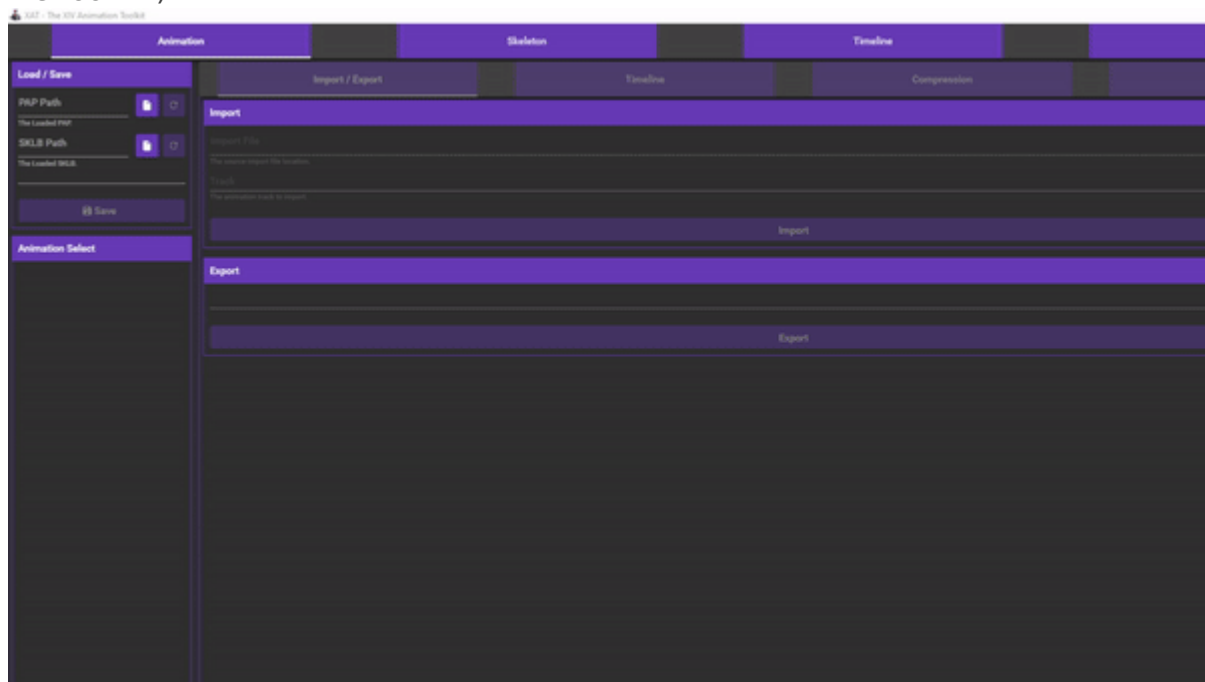 XAT - The XIV Animation Toolkit
Animation
Skeleton
Timeline
Load / Save
Import / Export
Timeline
Compression
PAP Path
The Loaded PAP.
Import
SKLB Path
The Loaded SKLB.
Import File
The source import file location.
Track
The animation track to import.
Save
Import
Animation Select
Export
Export